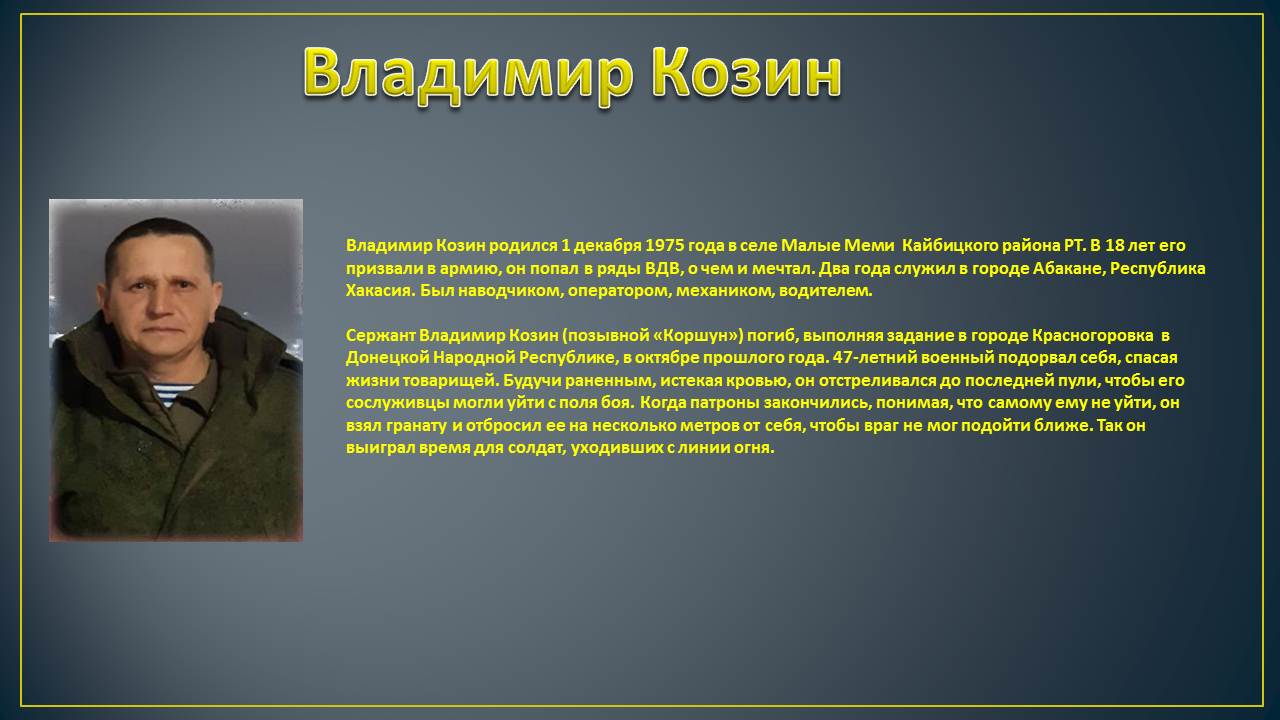 Владимир Козин
Владимир Козин родился 1 декабря 1975 года в селе Малые Меми  Кайбицкого района РТ. В 18 лет его
призвали в армию, он попал в ряды ВДВ, о чем и мечтал. Два года служил в городе Абакане, Республика
Хакасия. Был наводчиком, оператором, механиком, водителем.
Сержант Владимир Козин (позывной «Коршун») погиб, выполняя задание в городе Красногоровка  в
Донецкой Народной Республике, в октябре прошлого года. 47-летний военный подорвал себя, спасая
жизни товарищей. Будучи раненным, истекая кровью, он отстреливался до последней пули, чтобы его
сослуживцы могли уйти с поля боя. Когда патроны закончились, понимая, что самому ему не уйти, он
взял гранату и отбросил ее на несколько метров от себя, чтобы враг не мог подойти ближе. Так он
выиграл время для солдат, уходивших с линии огня.